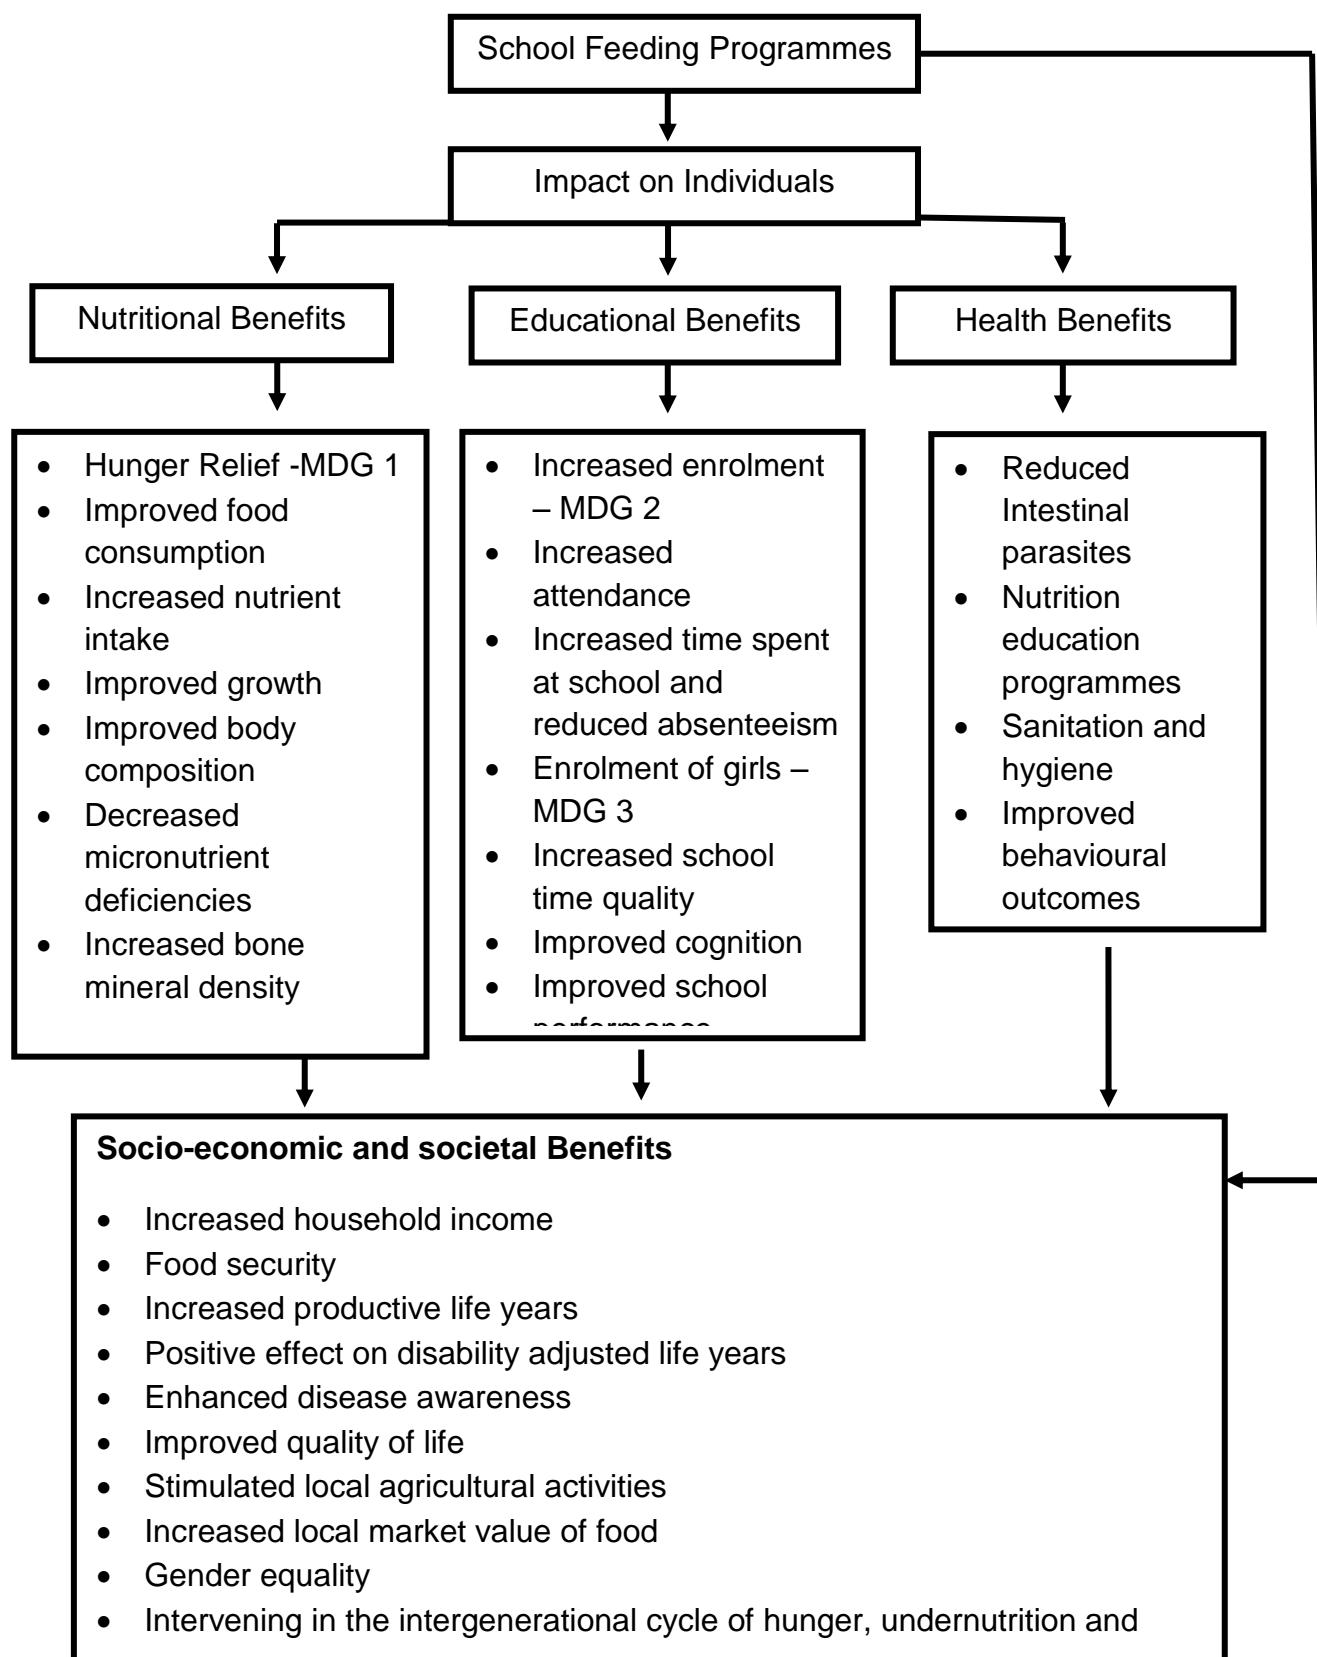 School Feeding Programmes
Impact on Individuals
Nutritional Benefits
Educational Benefits
Health Benefits
• Hunger Relief -MDG 1
• Improved food
consumption
• Increased nutrient
intake
• Improved growth
• Improved body
composition
• Decreased
micronutrient
deficiencies
• Increased bone
mineral density
• Increased enrolment
– MDG 2
• Increased
attendance
• Increased time spent
at school and
reduced absenteeism
• Enrolment of girls –
MDG 3
• Increased school
time quality
• Improved cognition
• Improved school
• Reduced
Intestinal
parasites
• Nutrition
education
programmes
• Sanitation and
hygiene
• Improved
behavioural
outcomes
Socio-economic and societal Benefits
• Increased household income
• Food security
• Increased productive life years
• Positive effect on disability adjusted life years
• Enhanced disease awareness
• Improved quality of life
• Stimulated local agricultural activities
• Increased local market value of food
• Gender equality
• Intervening in the intergenerational cycle of hunger, undernutrition and